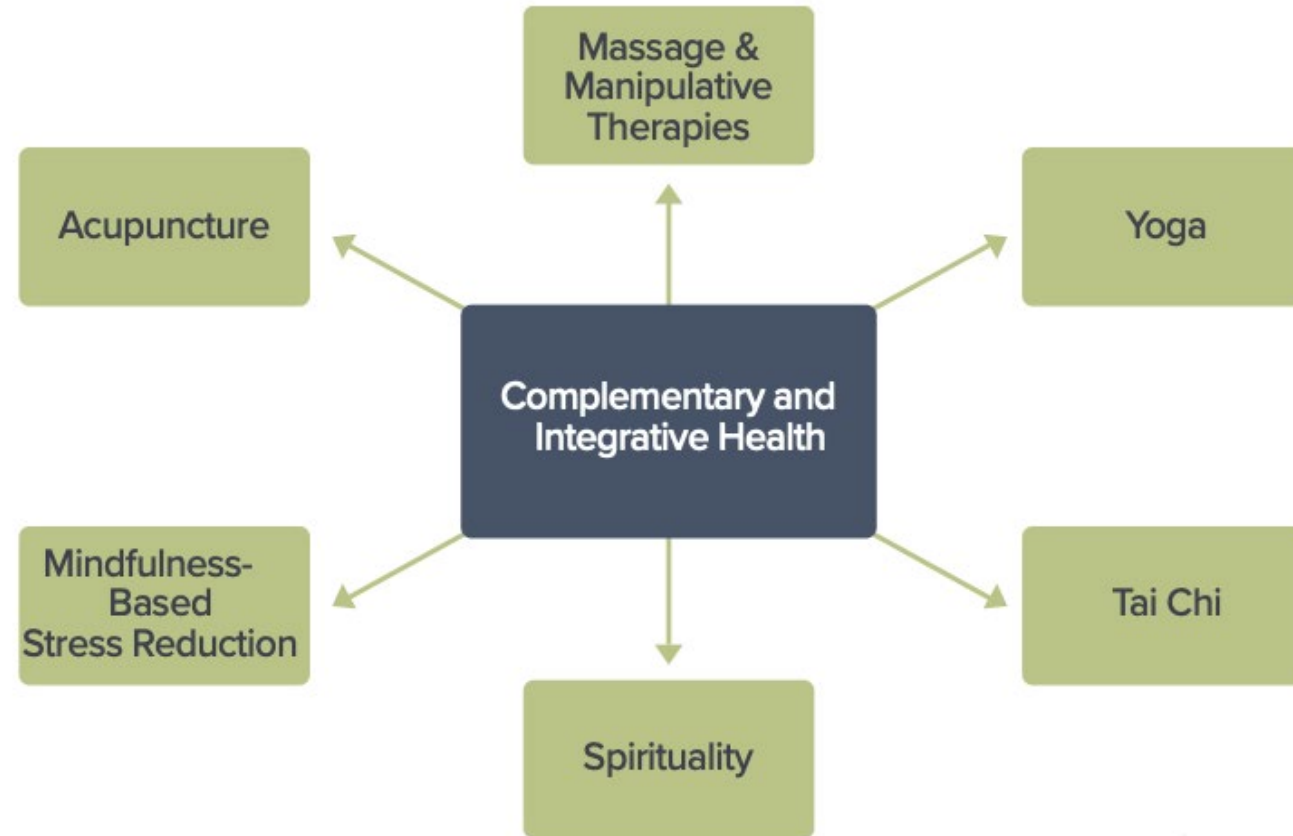 Massage &
Manipulative
Therapies
Acupuncture
Yoga
Complementary and
Integrative Health
Mindfulness-
Based
Stress Reduction
Tai Chi
Spirituality